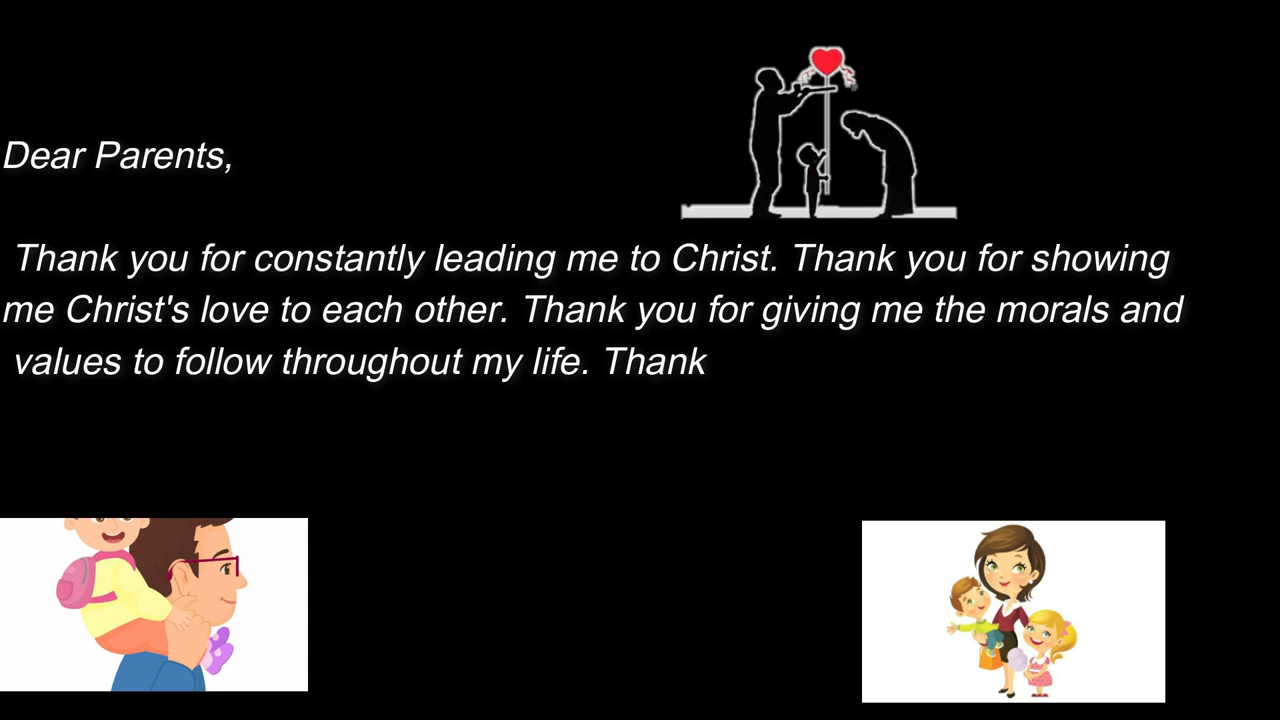 Dear Parents,
Thank you for constantly leading me to Christ. Thank you for showing
me Christ's love to each other. Thank you for giving me the morals and
values to follow throughout my life. Thank